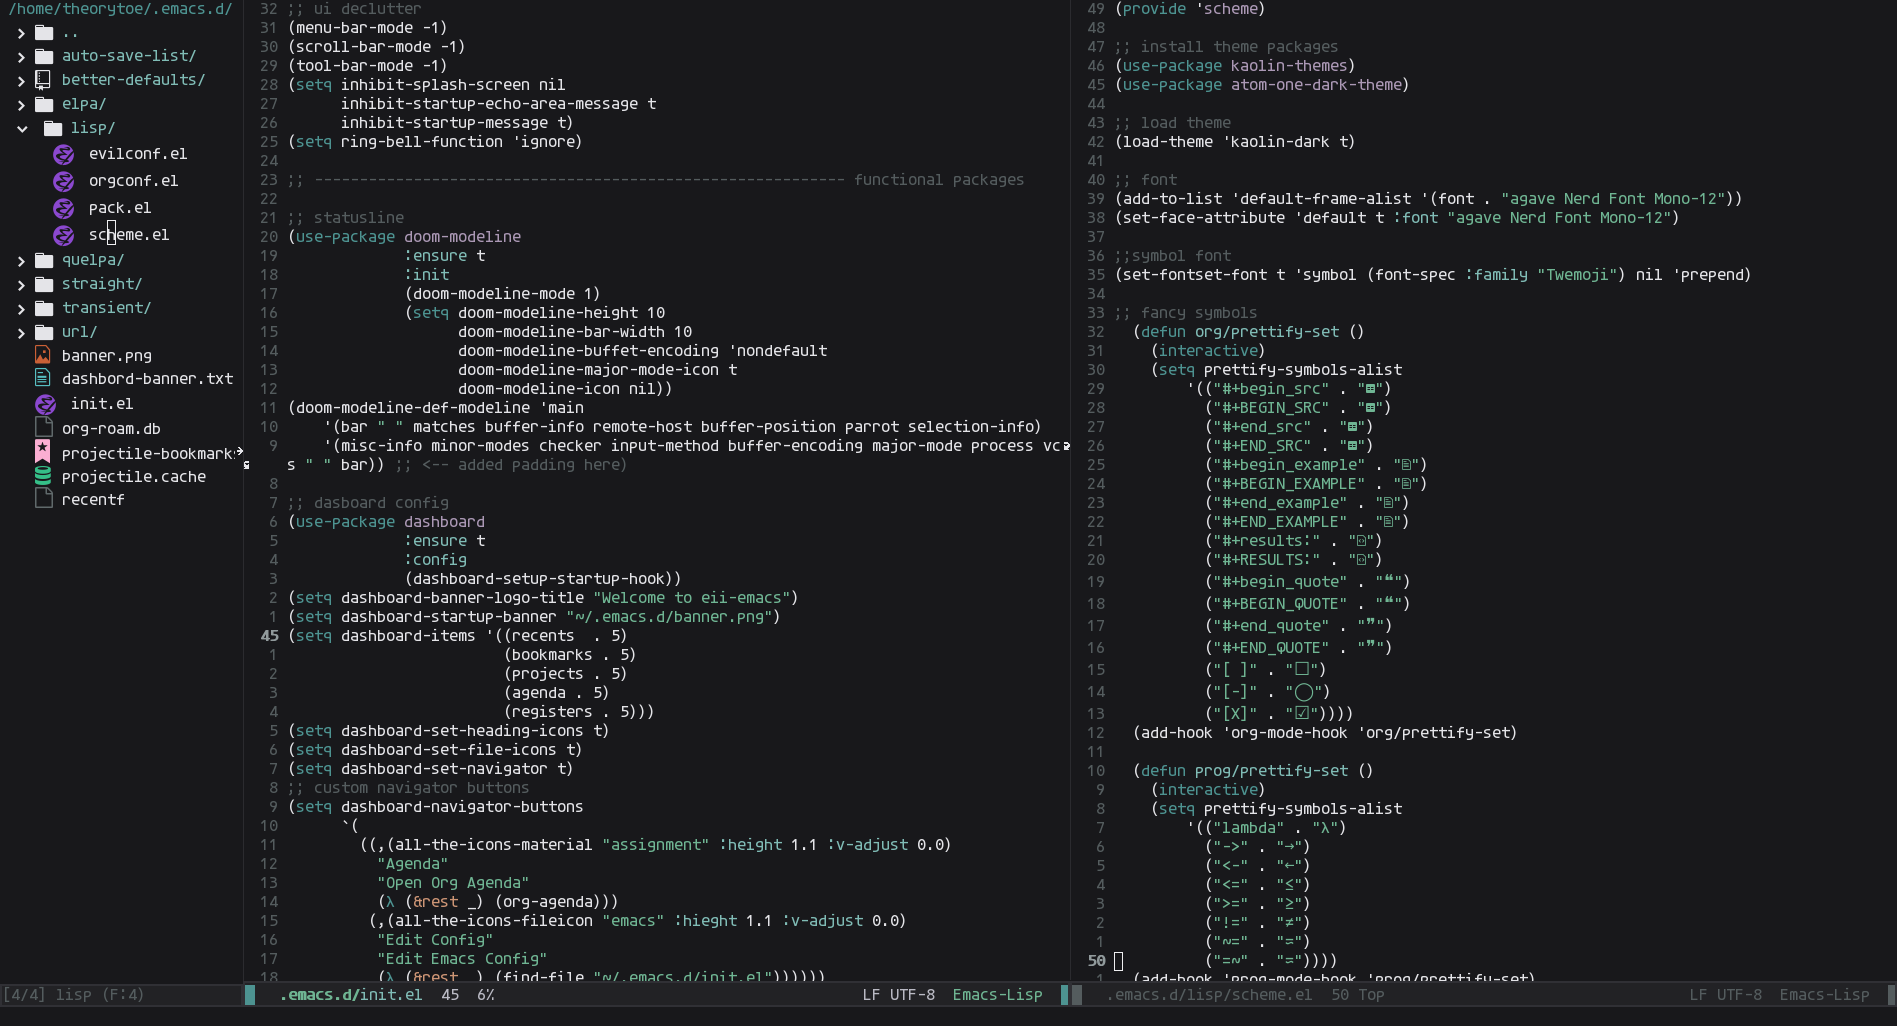 /home/theorytoe/.emacs.d/
..
auto-save-list/
better-defaults/
elpa/
lisp/
evilconf.el
orgconf.el
pack.el
scheme.el
quelpa/
straight/
transient/
url/
banner.png
dashbord-banner.txt
init.el
org-roam.db
projectile-bookmark
projectile.cache
recentf
[4/4] lisp (F:4)
32 ;; ui declutter
31 (menu-bar-mode -1)
30 (scroll-bar-mode -1)
29 (tool-bar-mode -1)
28 (setq inhibit-splash-screen nil
27       inhibit-startup-echo-area-message t
26       inhibit-startup-message t)
25 (setq ring-bell-function 'ignore)
24
23 ;; ----------------------------------------------------------- functional packages
22
21 ;; statusline
20 (use-package doom-modeline
19              :ensure t
18              :init
17              (doom-modeline-mode 1)
16              (setq doom-modeline-height 10
15                    doom-modeline-bar-width 10
14                    doom-modeline-buffet-encoding 'nondefault
13                    doom-modeline-major-mode-icon t
12                    doom-modeline-icon nil))
11 (doom-modeline-def-modeline 'main
10     '(bar " " matches buffer-info remote-host buffer-position parrot selection-info)
9     '(misc-info minor-modes checker input-method buffer-encoding major-mode process vc
s " " bar)) ;; <-- added padding here)
8
7 ;; dasboard config
6 (use-package dashboard
5              :ensure t
4              :config
3              (dashboard-setup-startup-hook))
2 (setq dashboard-banner-logo-title "Welcome to eii-emacs")
1 (setq dashboard-startup-banner "~/.emacs.d/banner.png")
45 (setq dashboard-items '((recents  . 5)
1                         (bookmarks . 5)
2                         (projects . 5)
3                         (agenda . 5)
4                         (registers . 5)))
5 (setq dashboard-set-heading-icons t)
6 (setq dashboard-set-file-icons t)
7 (setq dashboard-set-navigator t)
8 ;; custom navigator buttons
9 (setq dashboard-navigator-buttons
10       `(
11         ((,(all-the-icons-material "assignment" :height 1.1 :v-adjust 0.0)
12           "Agenda"
13           "Open Org Agenda"
14           (λ (&rest _) (org-agenda)))
15          (,(all-the-icons-fileicon "emacs" :hieght 1.1 :v-adjust 0.0)
16           "Edit Config"
17           "Edit Emacs Config"
18           (λ (&rest _) (find-file "~/.emacs.d/init.el"))))))
.emacs.d/init.el  45  6%  LF UTF-8  Emacs-Lisp
49 (provide 'scheme)
48
47 ;; install theme packages
46 (use-package kaolin-themes)
45 (use-package atom-one-dark-theme)
44
43 ;; load theme
42 (load-theme 'kaolin-dark t)
41
40 ;; font
39 (add-to-list 'default-frame-alist '(font . "agave Nerd Font Mono-12"))
38 (set-face-attribute 'default t :font "agave Nerd Font Mono-12")
37
36 ;;symbol font
35 (set-fontset-font t 'symbol (font-spec :family "Twemoji") nil 'prepend)
34
33 ;; fancy symbols
32   (defun org/prettify-set ()
31     (interactive)
30     (setq prettify-symbols-alist
29         '(("#+begin_src" . "")
28           ("#+BEGIN_SRC" . "")
27           ("#+end_src" . "")
26           ("#+END_SRC" . "")
25           ("#+begin_example" . "")
24           ("#+BEGIN_EXAMPLE" . "")
23           ("#+end_example" . "")
22           ("#+END_EXAMPLE" . "")
21           ("#+results:" . "")
20           ("#+RESULTS:" . "")
19           ("#+begin_quote" . "❝")
18           ("#+BEGIN_QUOTE" . "❝")
17           ("#+end_quote" . "❞")
16           ("#+END_QUOTE" . "❞")
15           ("[ ]" . "☐")
14           ("[-]" . "◯")
13           ("[X]" . "☑"))))
12   (add-hook 'org-mode-hook 'org/prettify-set)
11
10   (defun prog/prettify-set ()
9     (interactive)
8     (setq prettify-symbols-alist
7         '(("lambda" . "λ")
6           ("->" . "→")
5           ("<-" . "←")
4           ("<=" . "≤")
3           (">=" . "≥")
2           ("!=" . "≠")
1           ("~=" . "≃")
50           ("=~" . "≃"))))
1   (add-hook 'prog-mode-hook 'prog/prettify-set)
.emacs.d/lisp/scheme.el  50 Top  LF UTF-8  Emacs-Lisp